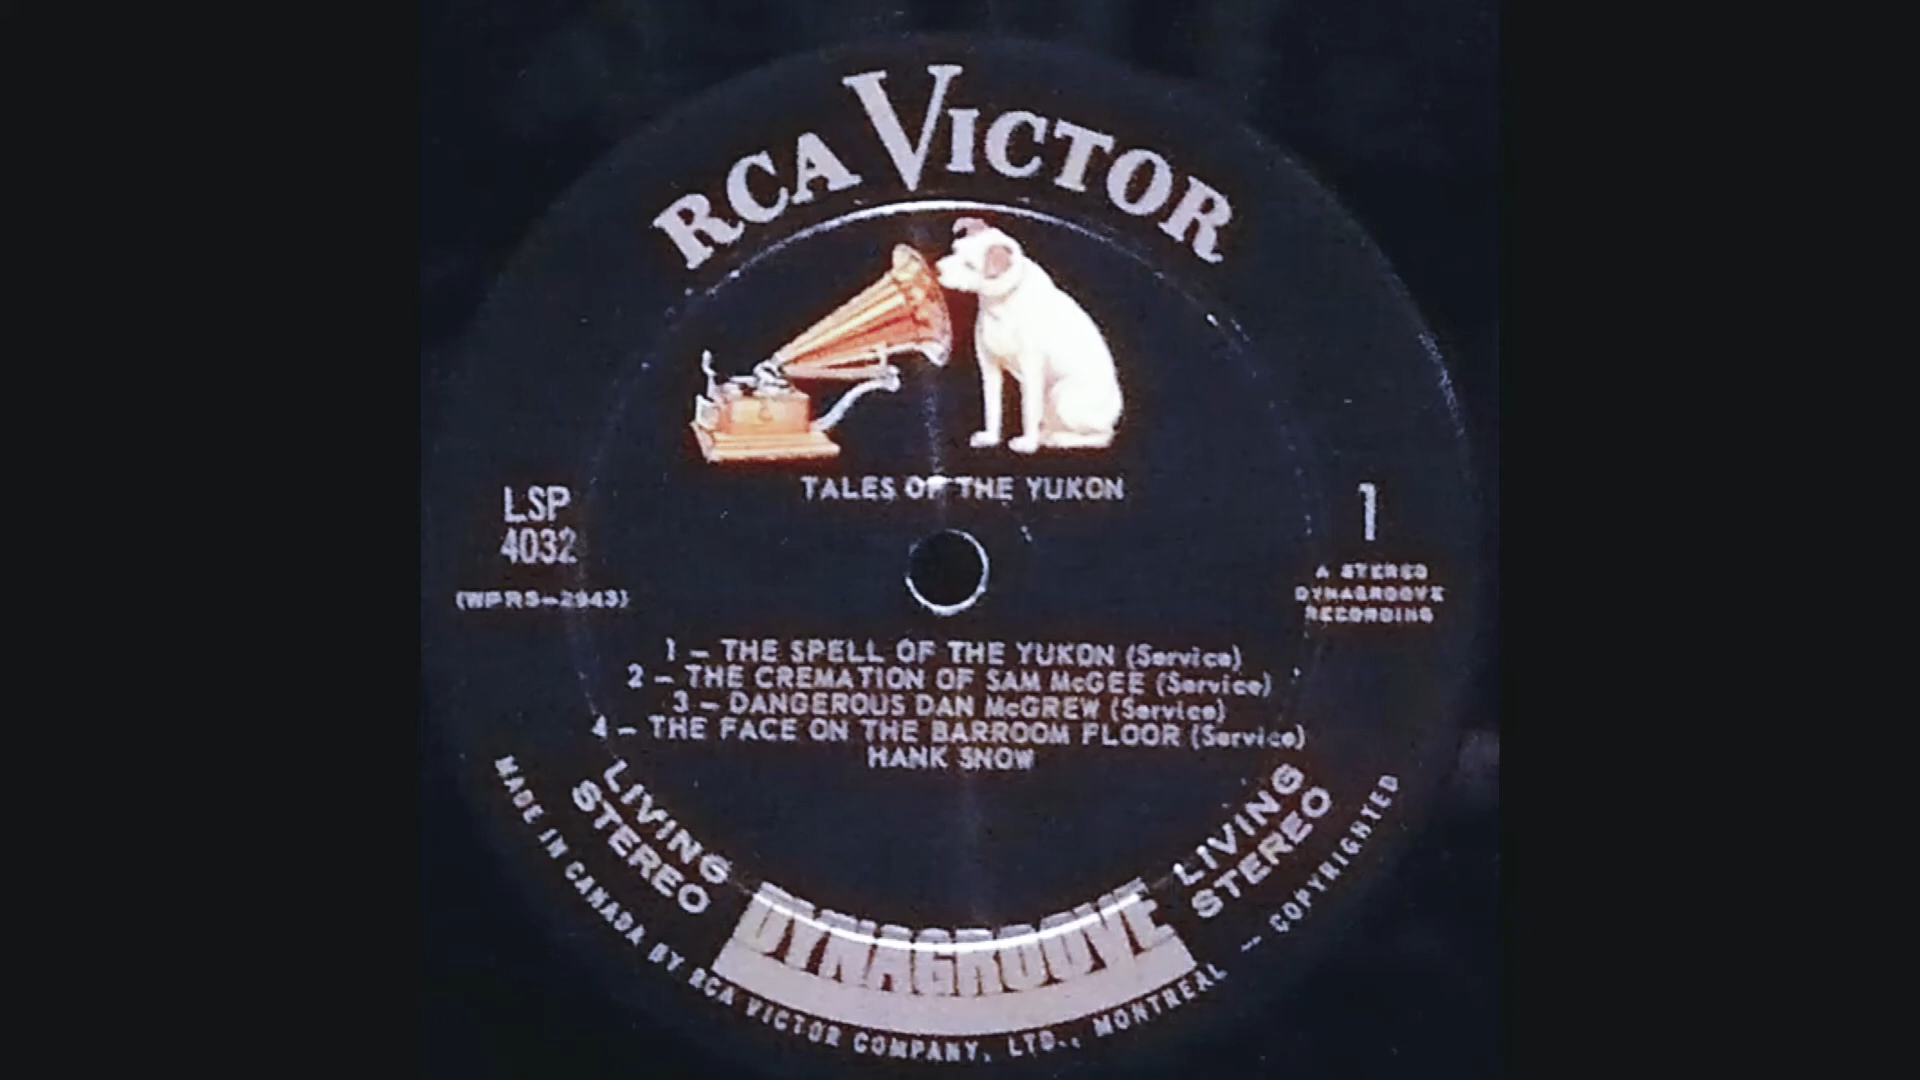 RCA VICTOR
TALES OF THE YUKON
LSP
4032
(WPRS-2943)
1
A STEREO
DYNAGROOVE
RECORDING
1 – THE SPELL OF THE YUKON (Service)
2 – THE CREMATION OF SAM McGEE (Service)
3 – DANGEROUS DAN McGREW (Service)
4 – THE FACE ON THE BARROOM FLOOR (Service)
HANK SNOW
LIVING
STEREO
DYNAGROOVE
LIVING
STEREO
MADE IN CANADA BY RCA VICTOR COMPANY, LTD., MONTREAL — COPYRIGHTED